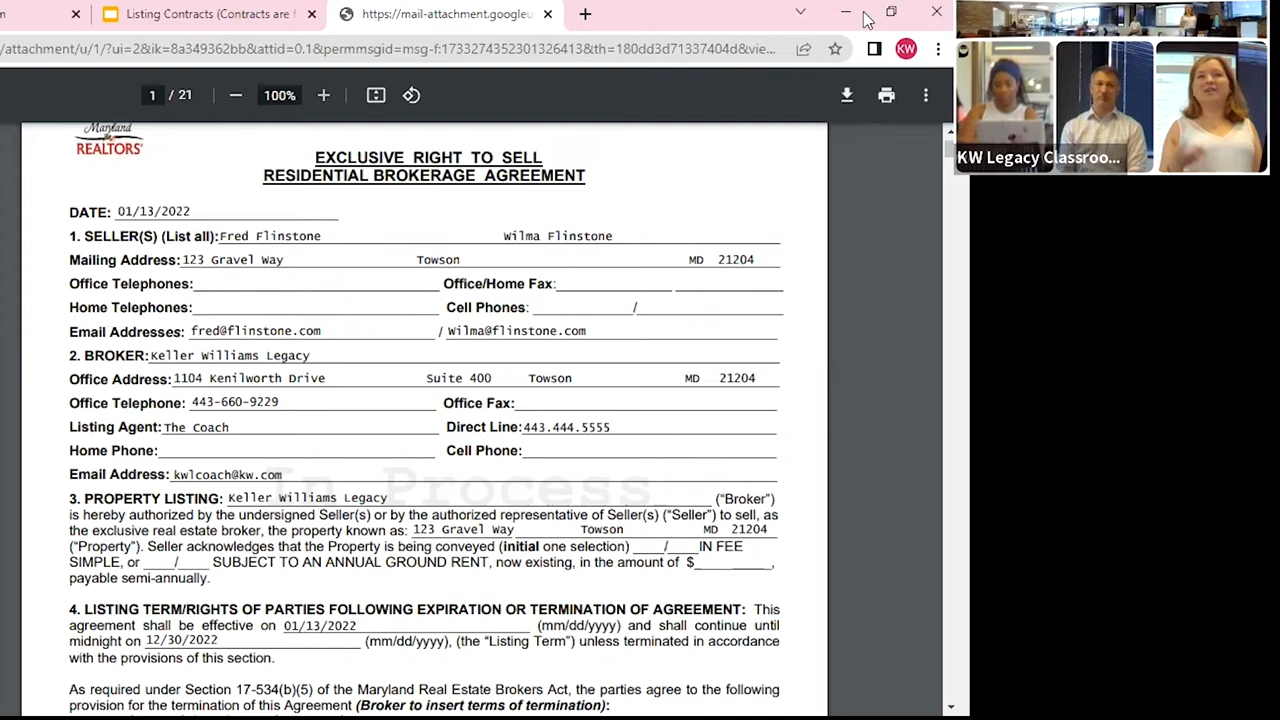 Listing Contracts (Contracts are f
https://mail-attachment.googleu
/attachment/u/1/?ui=2&ik=8a349362bb&attid=0.1&permmsgid=msg-f:1733274352301326413&th=180dd3d71337404d&vie...
KW
1 / 21
100%
KW Legacy Classroo...
Maryland
REALTORS®
EXCLUSIVE RIGHT TO SELL
RESIDENTIAL BROKERAGE AGREEMENT
DATE: 01/13/2022
1. SELLER(S) (List all): Fred Flinstone Wilma Flinstone
Mailing Address: 123 Gravel Way Towson MD 21204
Office Telephones: Office/Home Fax:
Home Telephones: Cell Phones: /
Email Addresses: fred@flinstone.com / Wilma@flinstone.com
2. BROKER: Keller Williams Legacy
Office Address: 1104 Kenilworth Drive Suite 400 Towson MD 21204
Office Telephone: 443-660-9229 Office Fax:
Listing Agent: The Coach Direct Line: 443.444.5555
Home Phone: Cell Phone:
Email Address: kwlcoach@kw.com
In Process
3. PROPERTY LISTING: Keller Williams Legacy (“Broker”)
is hereby authorized by the undersigned Seller(s) or by the authorized representative of Seller(s) (“Seller”) to sell, as
the exclusive real estate broker, the property known as: 123 Gravel Way Towson MD 21204
(“Property”). Seller acknowledges that the Property is being conveyed (initial one selection) ____/____IN FEE
SIMPLE, or ____/____ SUBJECT TO AN ANNUAL GROUND RENT, now existing, in the amount of $__________,
payable semi-annually.
4. LISTING TERM/RIGHTS OF PARTIES FOLLOWING EXPIRATION OR TERMINATION OF AGREEMENT: This
agreement shall be effective on 01/13/2022 (mm/dd/yyyy) and shall continue until
midnight on 12/30/2022 (mm/dd/yyyy), (the “Listing Term”) unless terminated in accordance
with the provisions of this section.
As required under Section 17-534(b)(5) of the Maryland Real Estate Brokers Act, the parties agree to the following
provision for the termination of this Agreement (Broker to insert terms of termination):